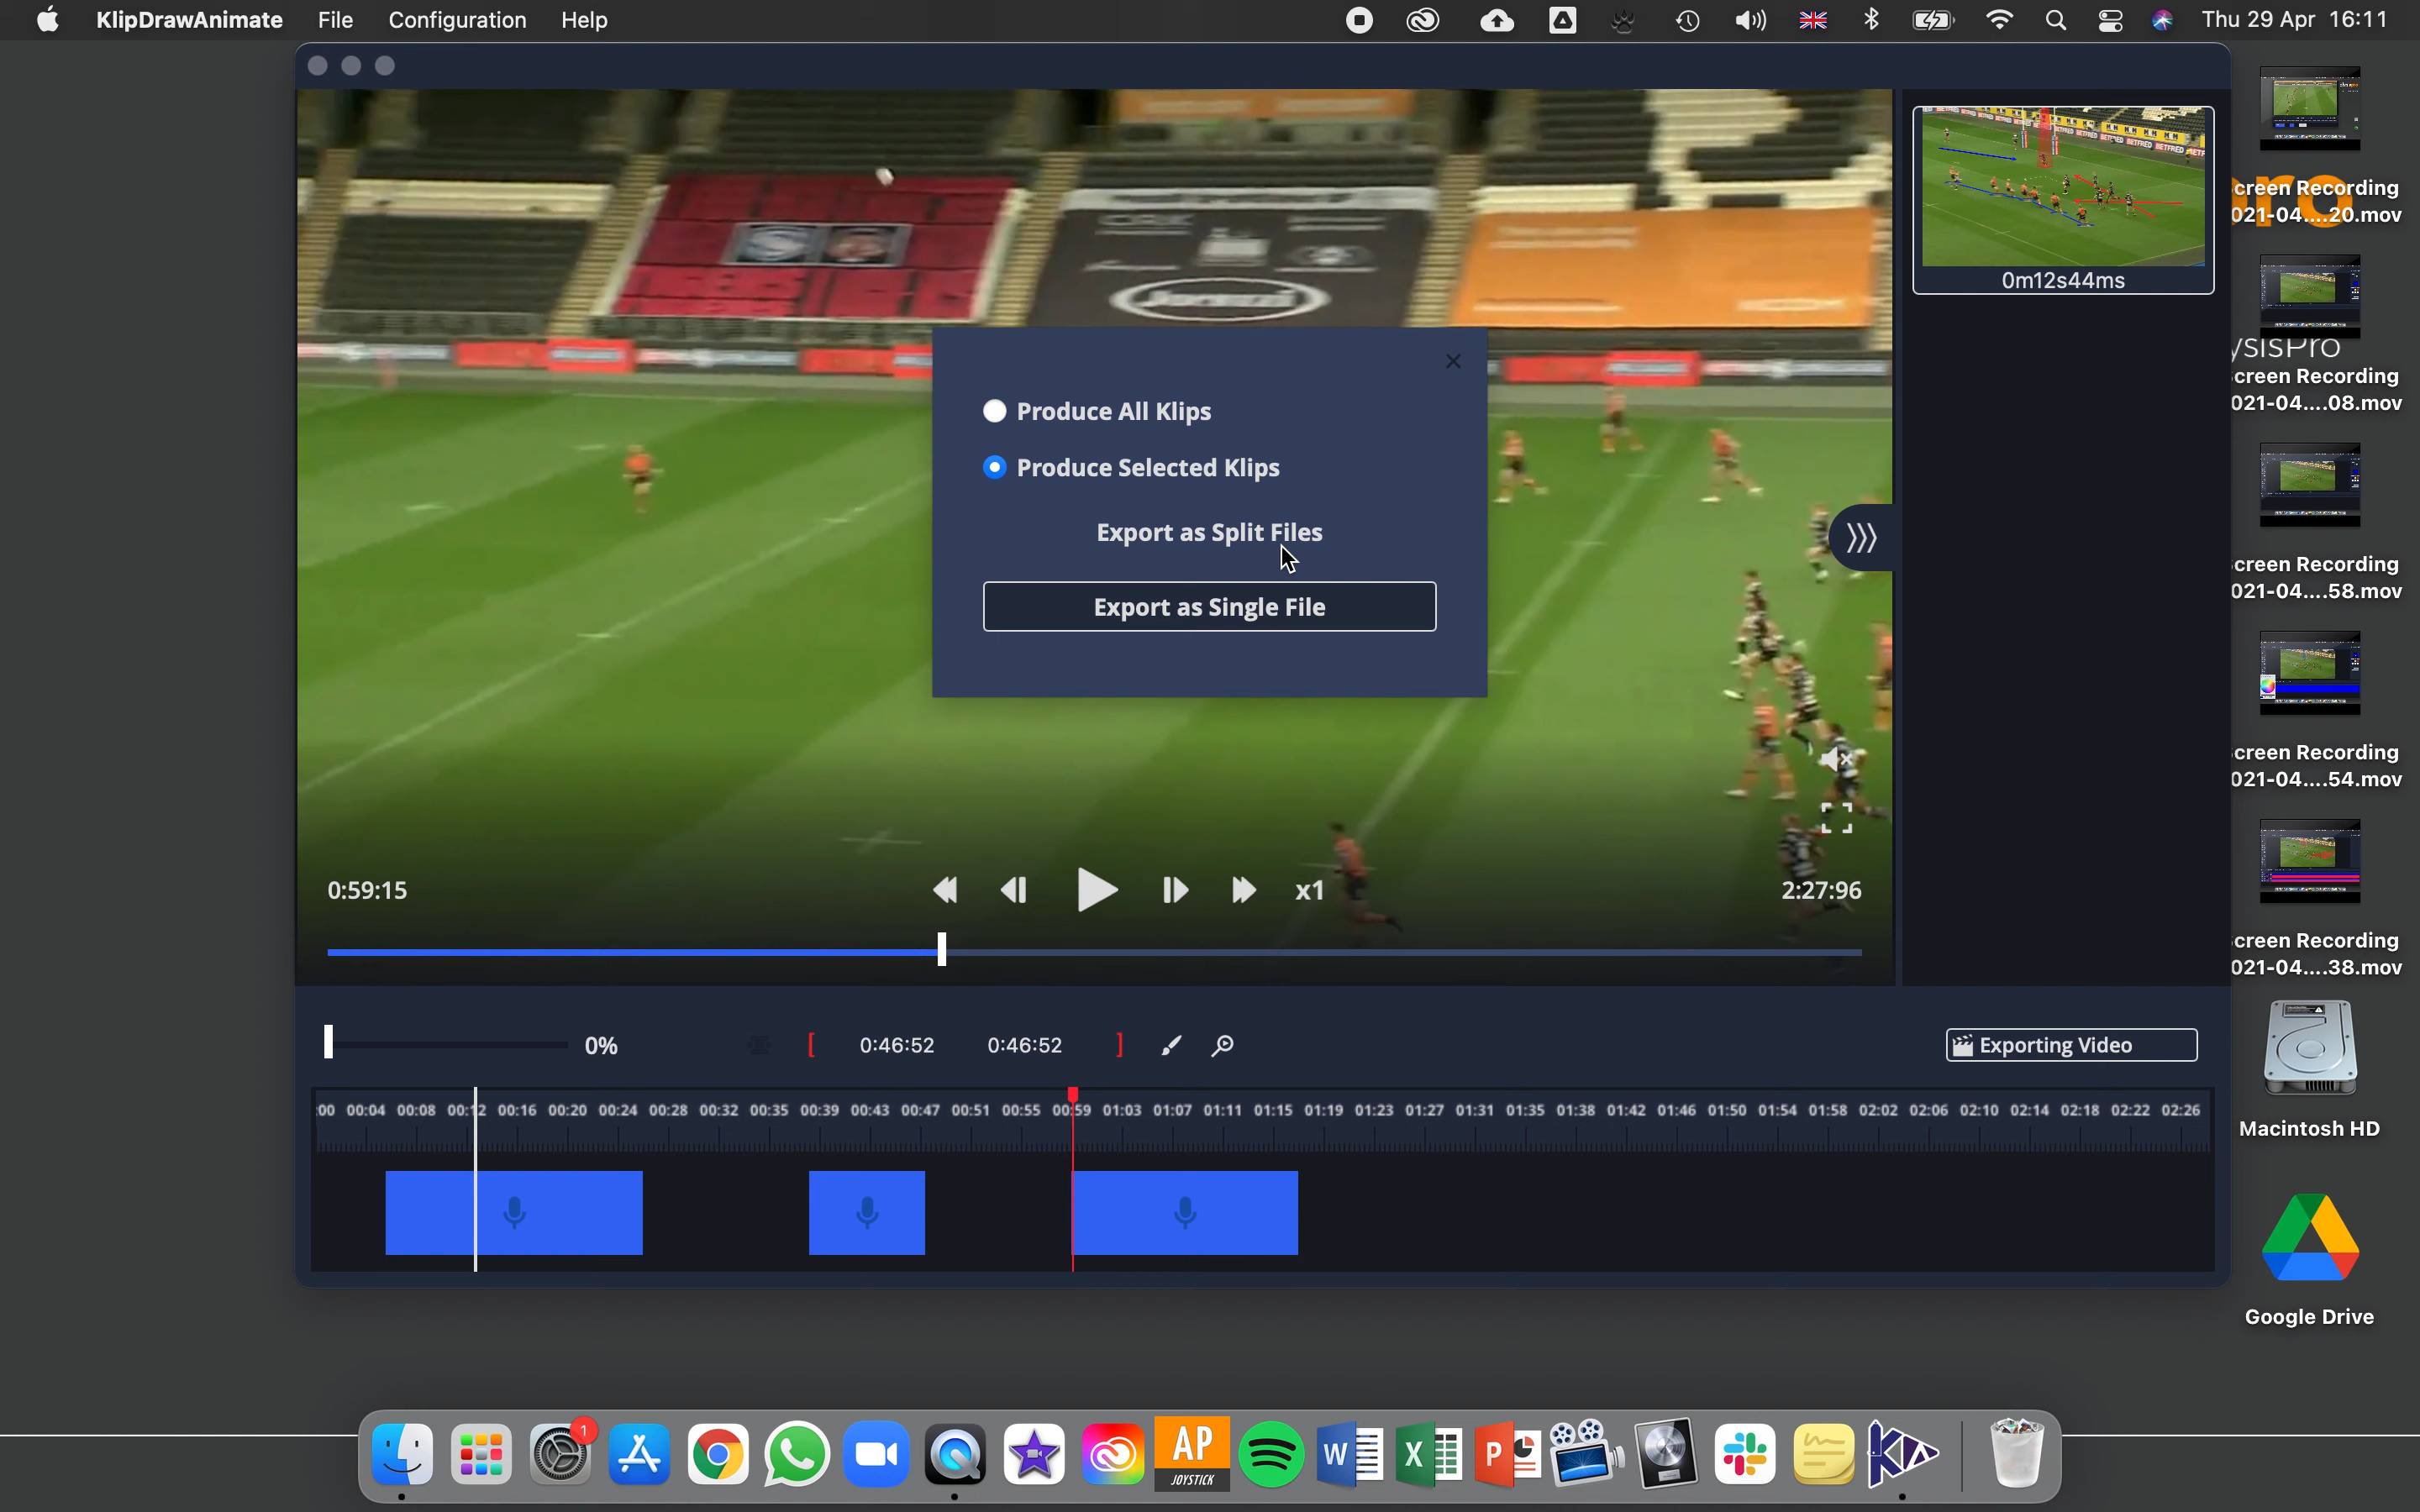 KlipDrawAnimate File Configuration Help
Thu 29 Apr 16:11
0m12s44ms
Produce All Klips
Produce Selected Klips
Export as Split Files
Export as Single File
0:59:15
x1
2:27:96
0%
[ 0:46:52 0:46:52 ]
Exporting Video
:00 00:04 00:08 00:12 00:16 00:20 00:24 00:28 00:32 00:35 00:39 00:43 00:47 00:51 00:55 00:59 01:03 01:07 01:11 01:15 01:19 01:23 01:27 01:31 01:35 01:38 01:42 01:46 01:50 01:54 01:58 02:02 02:06 02:10 02:14 02:18 02:22 02:26
creen Recording
021-04....20.mov
ysisPro
creen Recording
021-04....08.mov
creen Recording
021-04....58.mov
creen Recording
021-04....54.mov
creen Recording
021-04....38.mov
Macintosh HD
Google Drive
1
AP
JOYSTICK
W
X
P